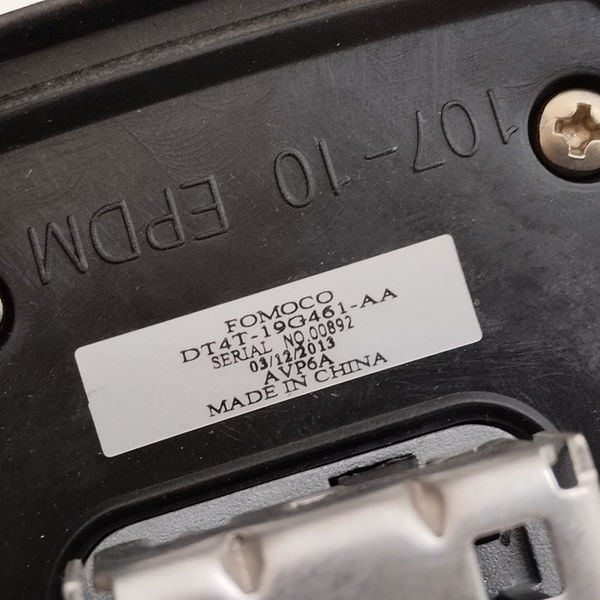 107-10 EPDM
FOMOCO
DT4T-19G461-AA
SERIAL NO.00892
03/12/2013
AVP6A
MADE IN CHINA